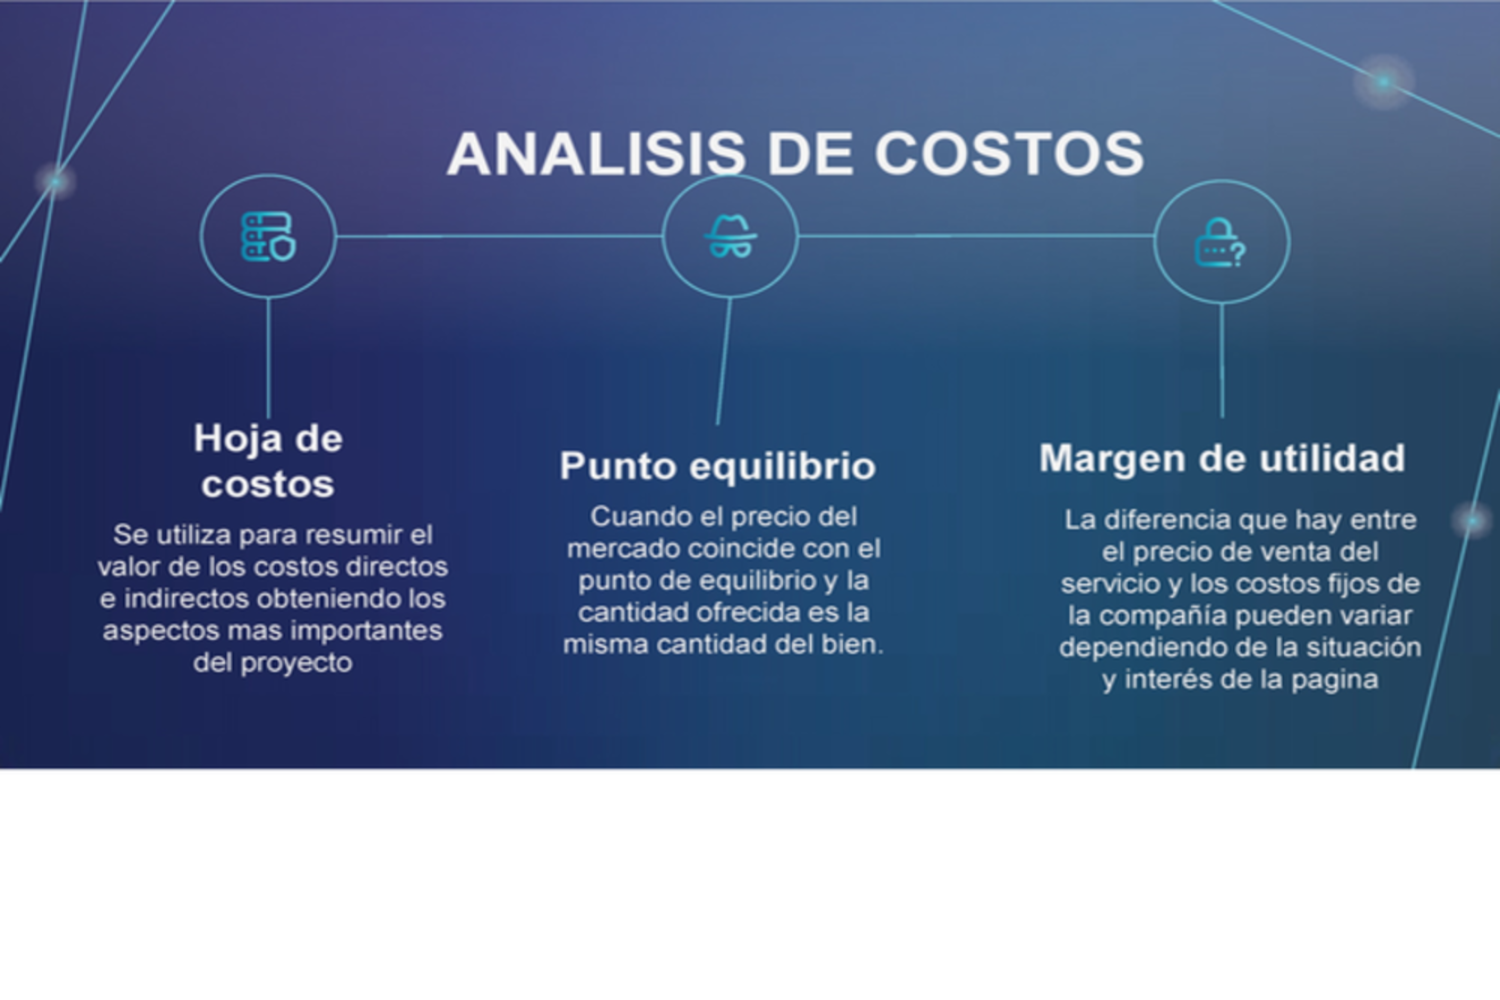 ANALISIS DE COSTOS
Hoja de
costos
Se utiliza para resumir el
valor de los costos directos
e indirectos obteniendo los
aspectos mas importantes
del proyecto
Punto equilibrio
Cuando el precio del
mercado coincide con el
punto de equilibrio y la
cantidad ofrecida es la
misma cantidad del bien.
Margen de utilidad
La diferencia que hay entre
el precio de venta del
servicio y los costos fijos de
la compañía pueden variar
dependiendo de la situación
y interés de la pagina